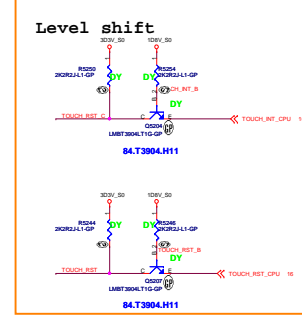 Level shift
3D3V_S0 1D8V_S0
R5250 R5254
2K2R2J-L1-GP 2K2R2J-L1-GP
DY DY
CH_INT_B
DY
TOUCH_RST_C C E TOUCH_INT_CPU 1
Q5204
LMBT3904LT1G-GP
84.T3904.H11
3D3V_S0 1D8V_S0
R5244 R5246
2K2R2J-L1-GP 2K2R2J-L1-GP
DY DY
TOUCH_RST_B
DY
TOUCH_RST C E TOUCH_RST_CPU 16
Q5207
LMBT3904LT1G-GP
84.T3904.H11